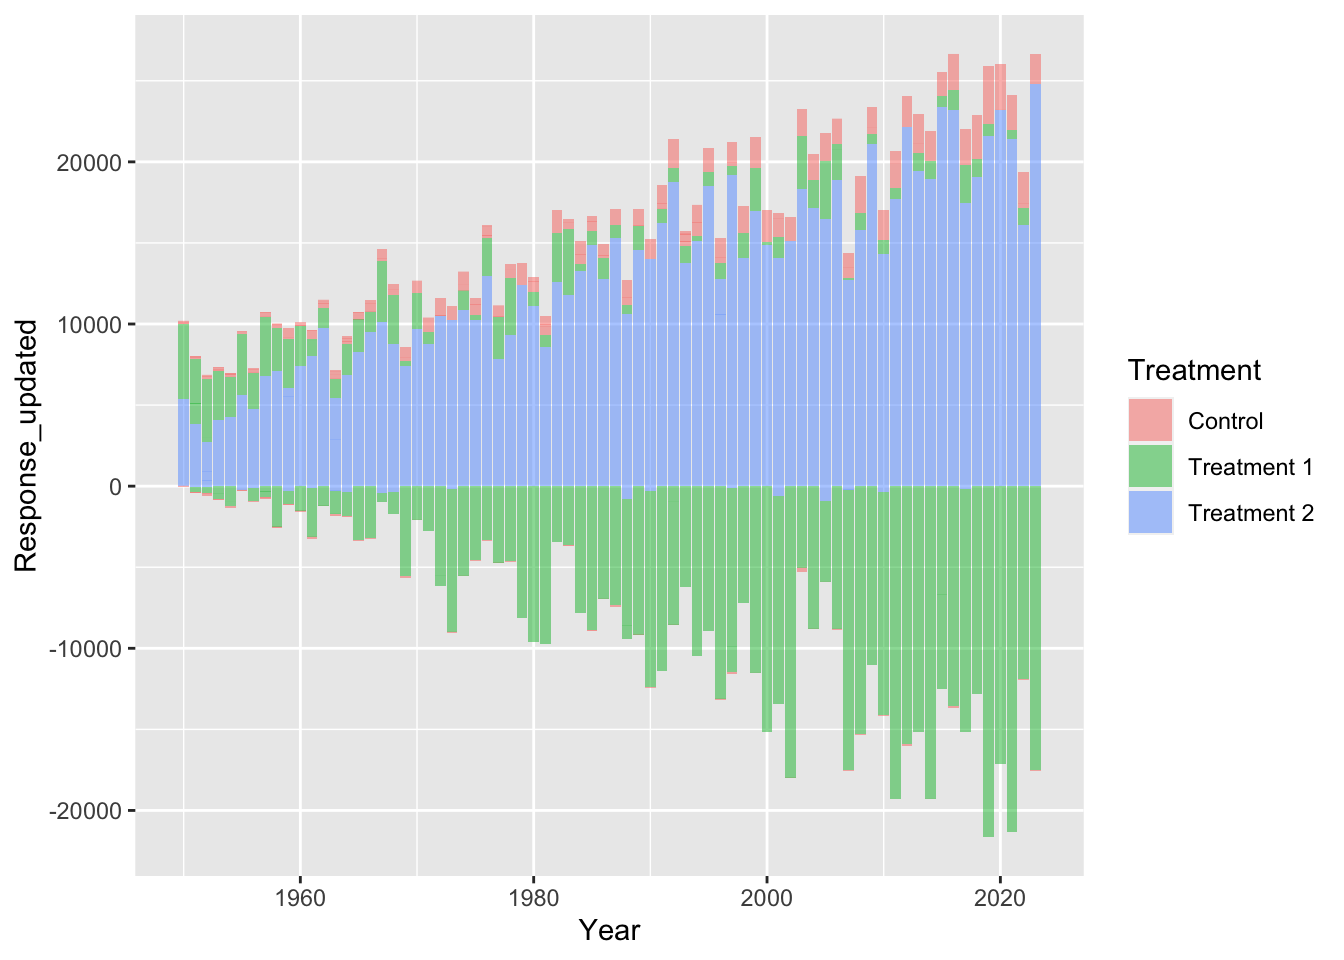 20000
10000
0
-10000
-20000
Response_updated
1960
1980
2000
2020
Year
Treatment
Control
Treatment 1
Treatment 2